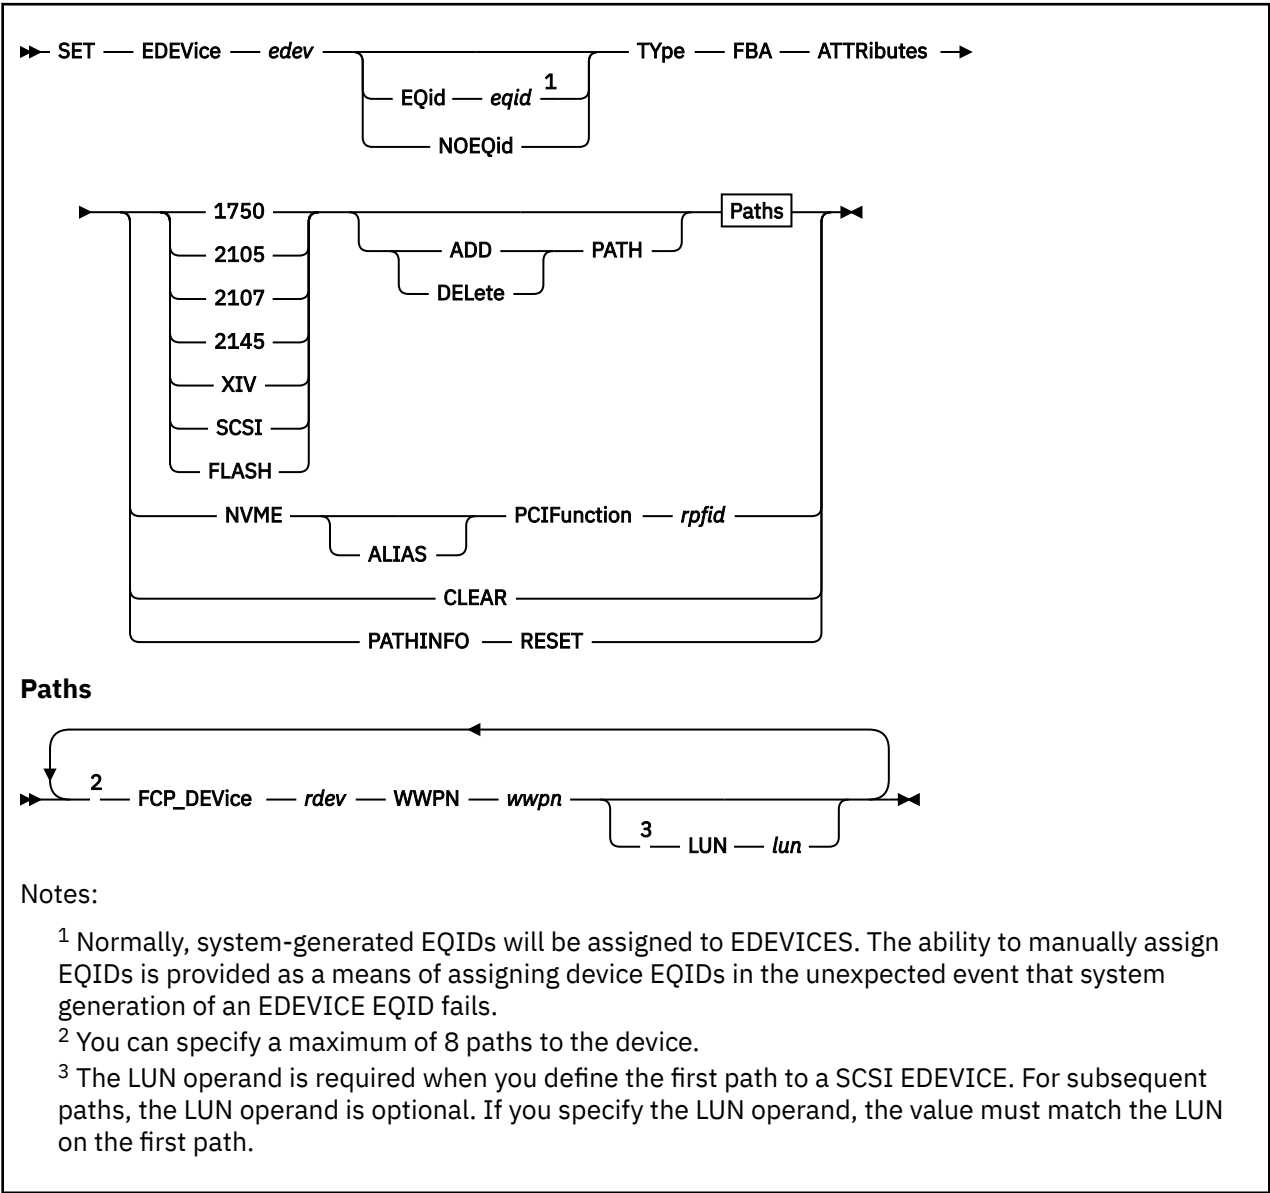 SET EDEVice edev TYpe FBA ATTRibutes
EQid eqid 1
NOEQid
1750 Paths
2105 ADD PATH
2107 DELete
2145
XIV
SCSI
FLASH
NVME PCIFunction rpfid
ALIAS
CLEAR
PATHINFO RESET
Paths
2 FCP_DEVice rdev WWPN wwpn
3 LUN lun
Notes:
1 Normally, system-generated EQIDs will be assigned to EDEVICES. The ability to manually assign
EQIDs is provided as a means of assigning device EQIDs in the unexpected event that system
generation of an EDEVICE EQID fails.
2 You can specify a maximum of 8 paths to the device.
3 The LUN operand is required when you define the first path to a SCSI EDEVICE. For subsequent
paths, the LUN operand is optional. If you specify the LUN operand, the value must match the LUN
on the first path.